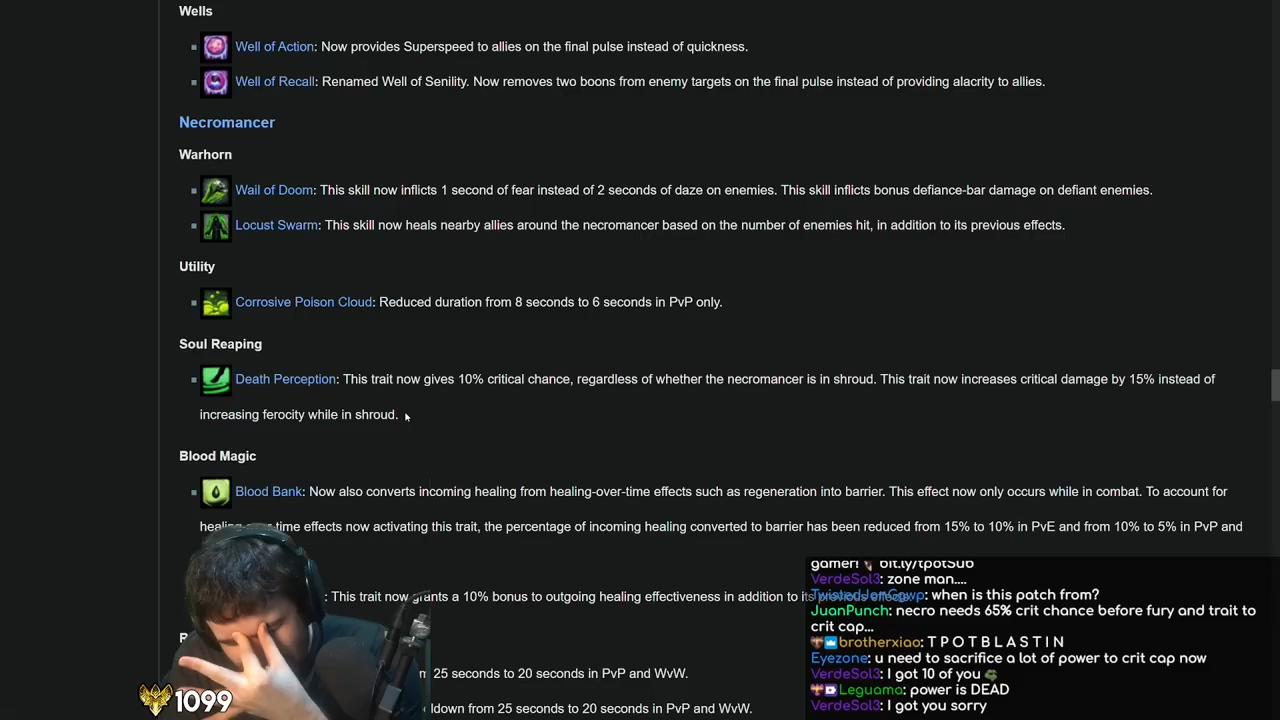 Wells
Well of Action: Now provides Superspeed to allies on the final pulse instead of quickness.
Well of Recall: Renamed Well of Senility. Now removes two boons from enemy targets on the final pulse instead of providing alacrity to allies.
Necromancer
Warhorn
Wail of Doom: This skill now inflicts 1 second of fear instead of 2 seconds of daze on enemies. This skill inflicts bonus defiance-bar damage on defiant enemies.
Locust Swarm: This skill now heals nearby allies around the necromancer based on the number of enemies hit, in addition to its previous effects.
Utility
Corrosive Poison Cloud: Reduced duration from 8 seconds to 6 seconds in PvP only.
Soul Reaping
Death Perception: This trait now gives 10% critical chance, regardless of whether the necromancer is in shroud. This trait now increases critical damage by 15% instead of
increasing ferocity while in shroud.
Blood Magic
Blood Bank: Now also converts incoming healing from healing-over-time effects such as regeneration into barrier. This effect now only occurs while in combat. To account for
healing-over-time effects now activating this trait, the percentage of incoming healing converted to barrier has been reduced from 15% to 10% in PvE and from 10% to 5% in PvP and
: This trait now grants a 10% bonus to outgoing healing effectiveness in addition to its previous effects.
25 seconds to 20 seconds in PvP and WvW.
ldown from 25 seconds to 20 seconds in PvP and WvW.
1099
gamer! bit.ly/tpotSub
VerdeSol3: zone man....
when is this patch from?
JuanPunch: necro needs 65% crit chance before fury and trait to
crit cap...
brotherxiao: T P O T B L A S T I N
Eyezone: u need to sacrifice a lot of power to crit cap now
VerdeSol3: I got 10 of you
Leguama: power is DEAD
VerdeSol3: I got you sorry